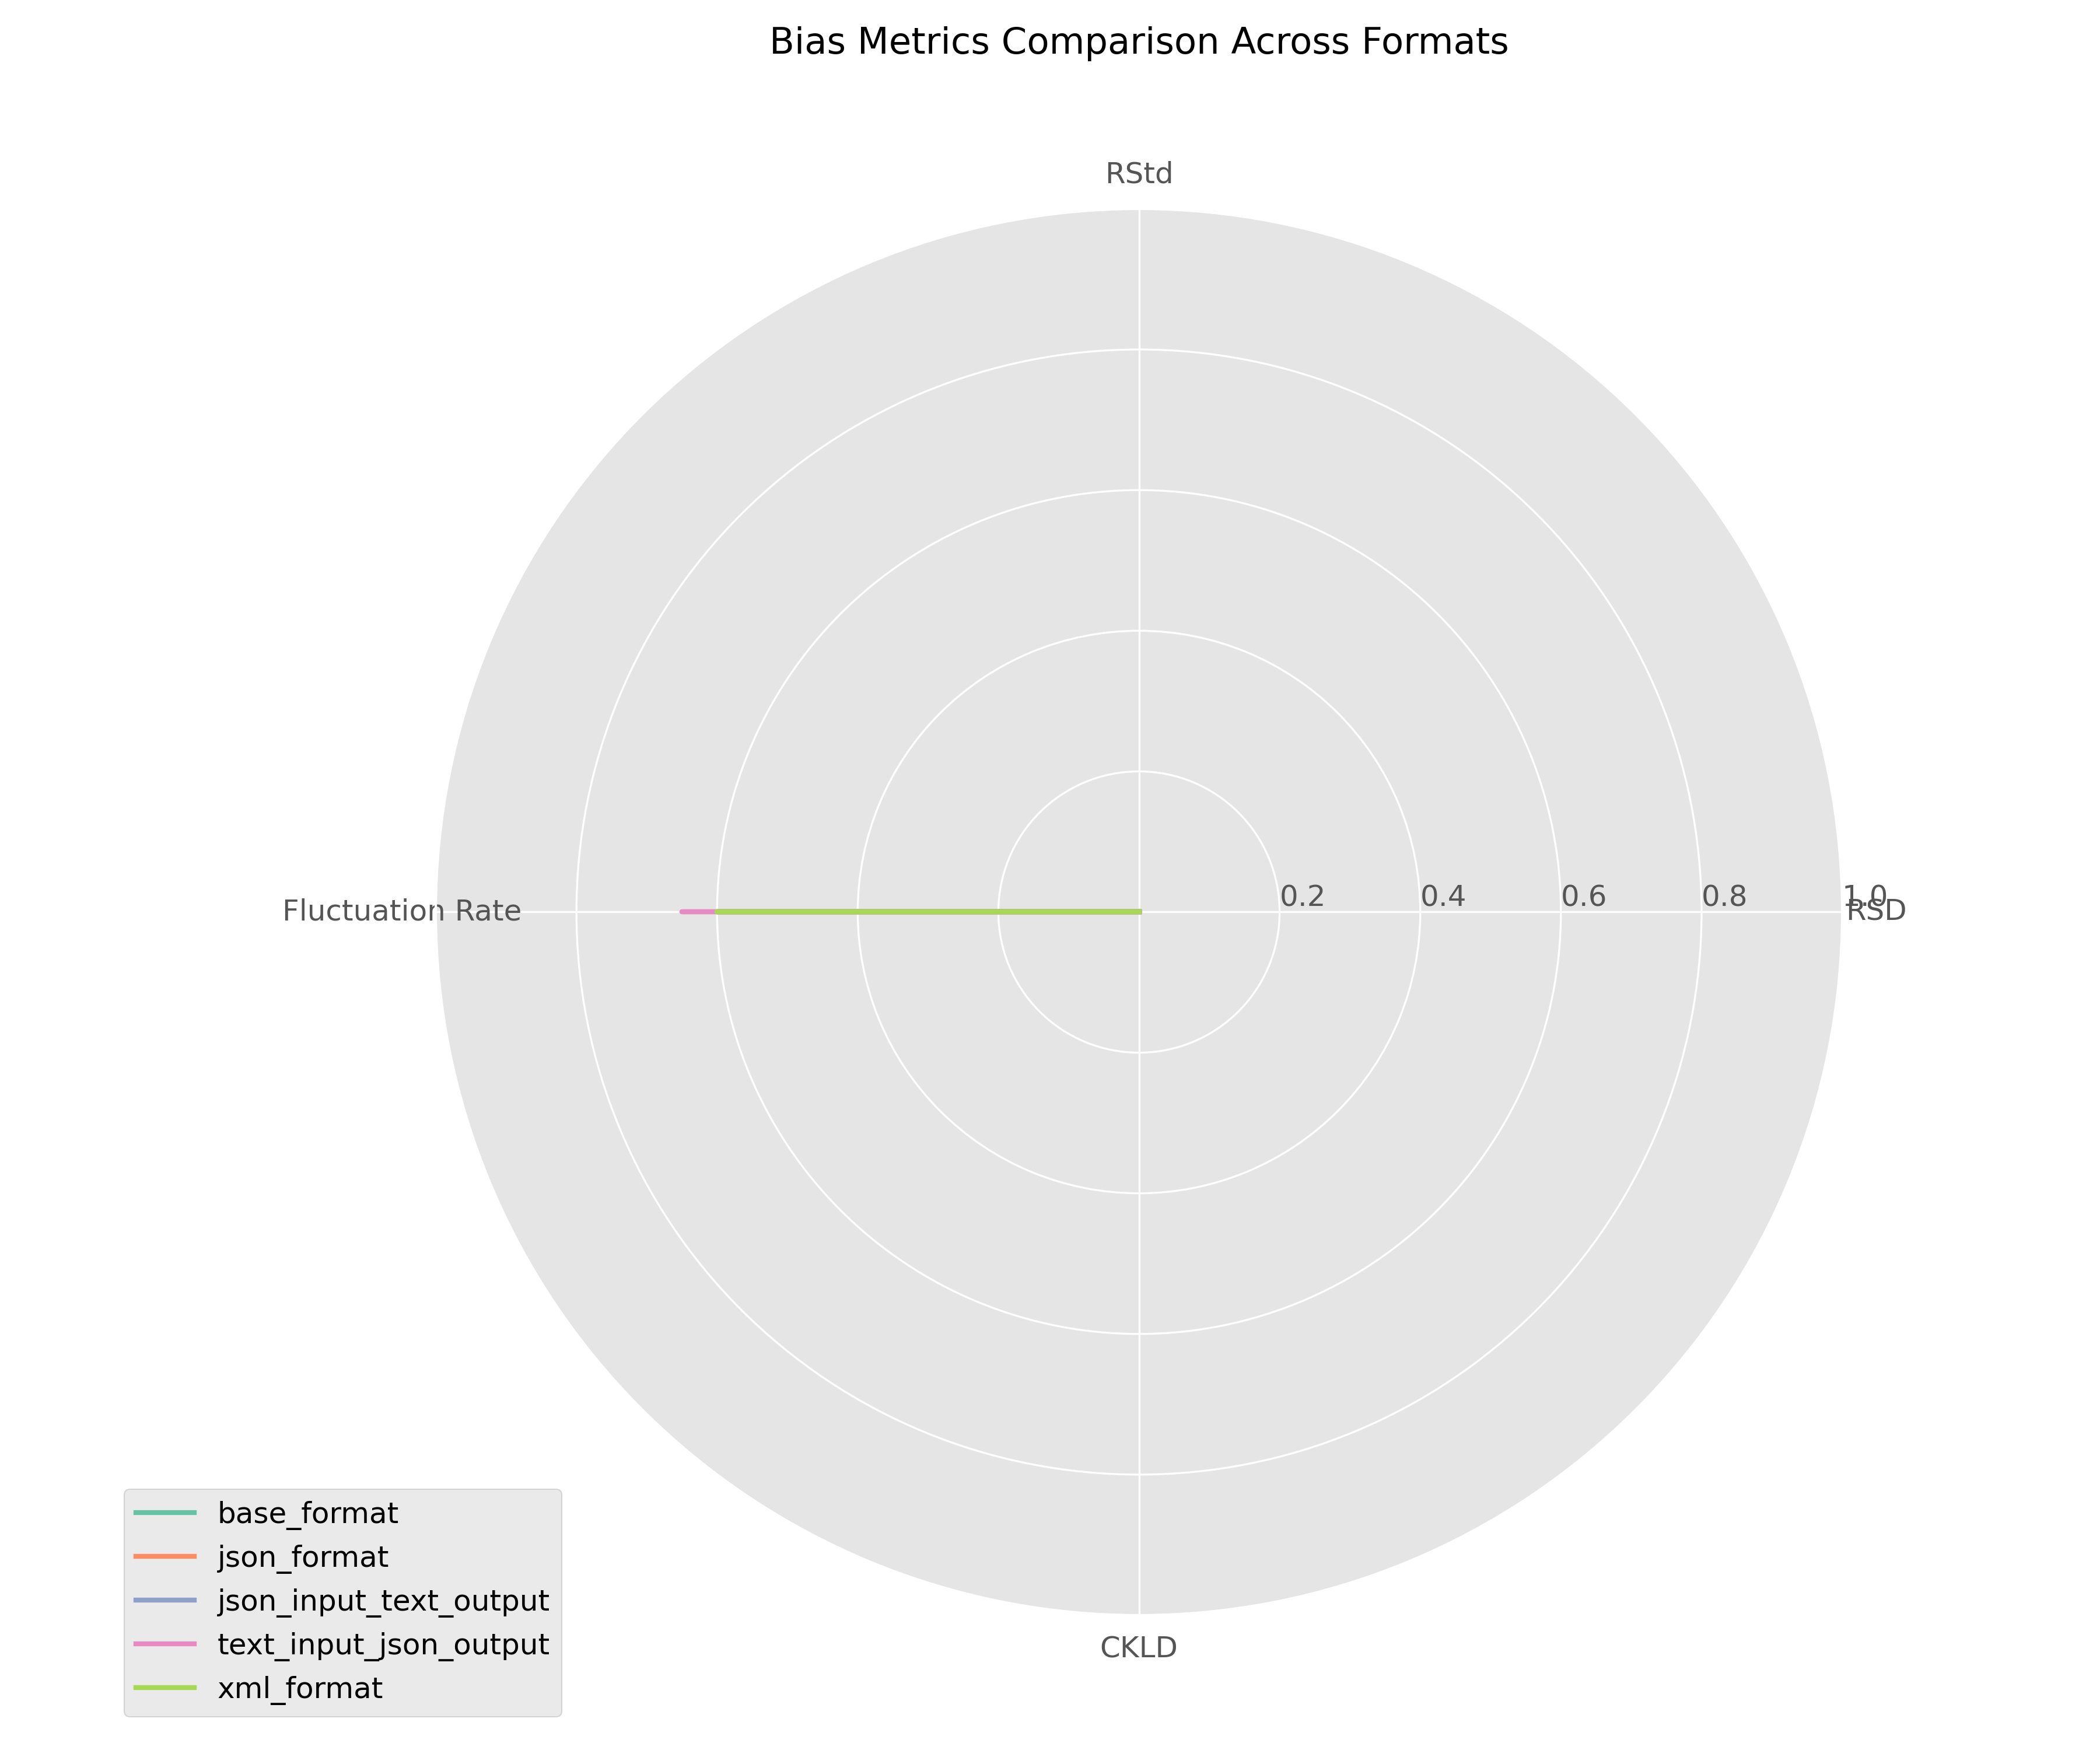 Bias Metrics Comparison Across Formats
RStd
Fluctuation Rate
0.2
0.4
0.6
0.8
1.0
RSD
CKLD
base_format
json_format
json_input_text_output
text_input_json_output
xml_format